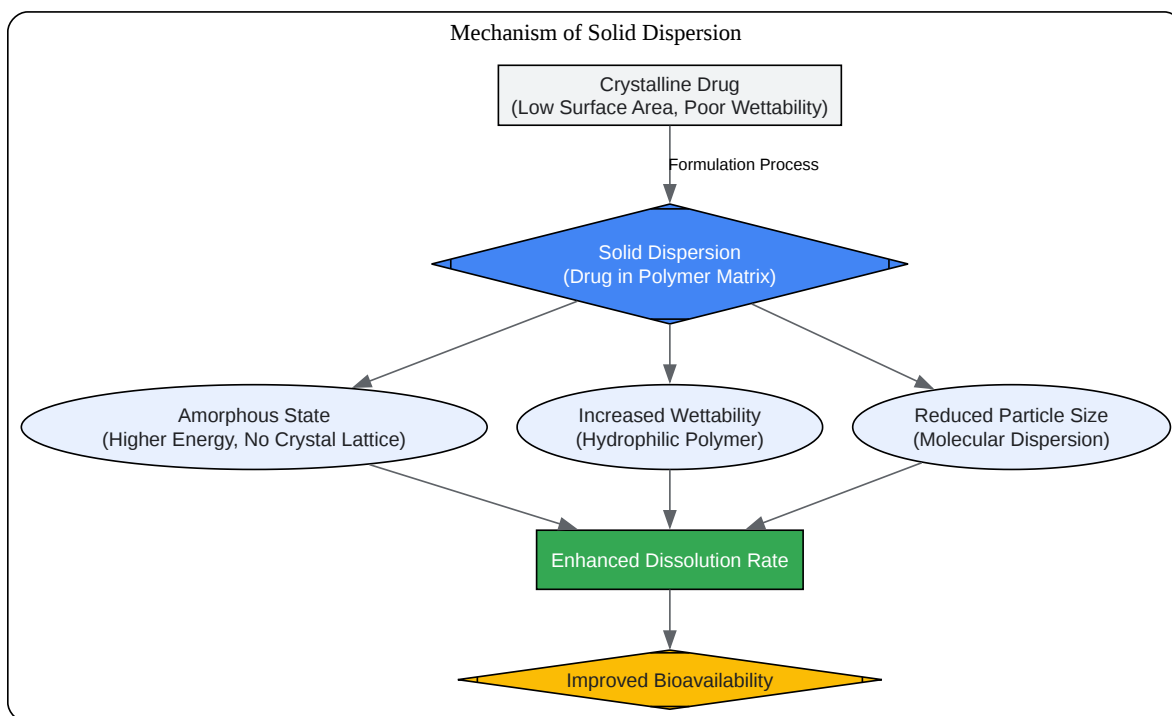 Mechanism of Solid Dispersion
Crystalline Drug
(Low Surface Area, Poor Wettability)
Formulation Process
Solid Dispersion
(Drug in Polymer Matrix)
Amorphous State
(Higher Energy, No Crystal Lattice)
Increased Wettability
(Hydrophilic Polymer)
Reduced Particle Size
(Molecular Dispersion)
Enhanced Dissolution Rate
Improved Bioavailability